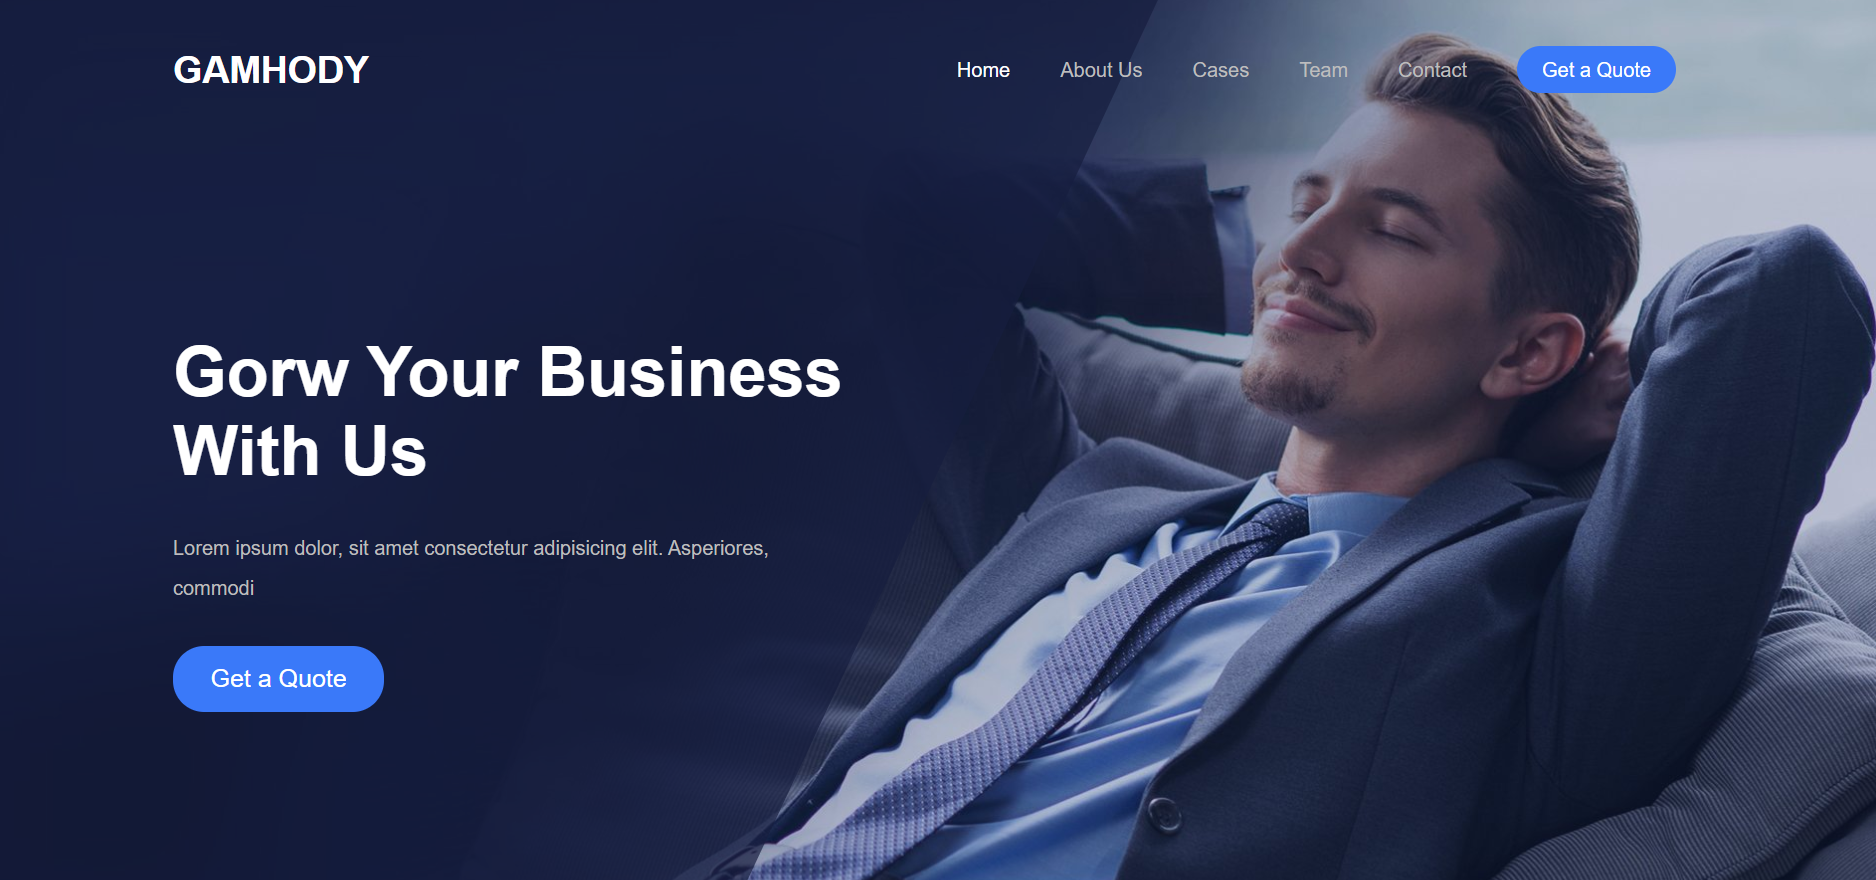 GAMHODY
Home About Us Cases Team Contact Get a Quote
Gorw Your Business
With Us
Lorem ipsum dolor, sit amet consectetur adipisicing elit. Asperiores,
commodi
Get a Quote